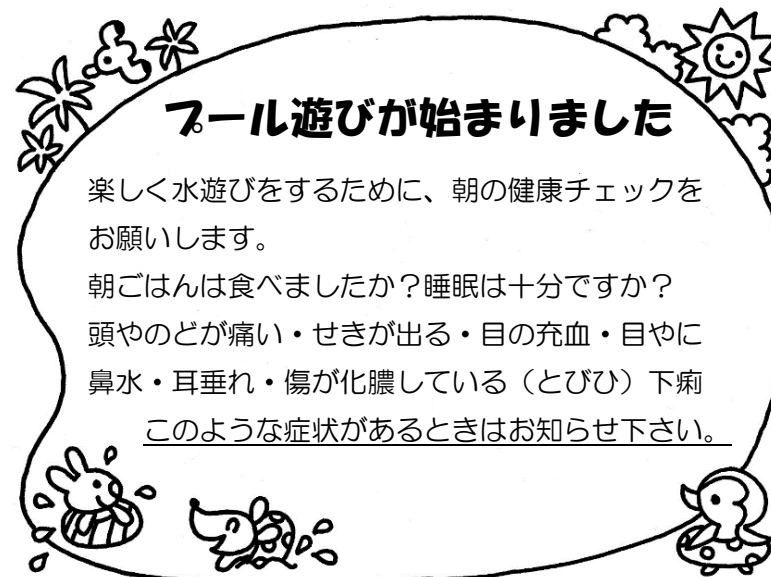 プール遊びが始まりました
楽しく水遊びをするために、朝の健康チェックを
お願いします。
朝ごはんは食べましたか？睡眠は十分ですか？
頭やのどが痛い・せきが出る・目の充血・目やに
鼻水・耳垂れ・傷が化膿している（とびひ）下痢
このような症状があるときはお知らせ下さい。